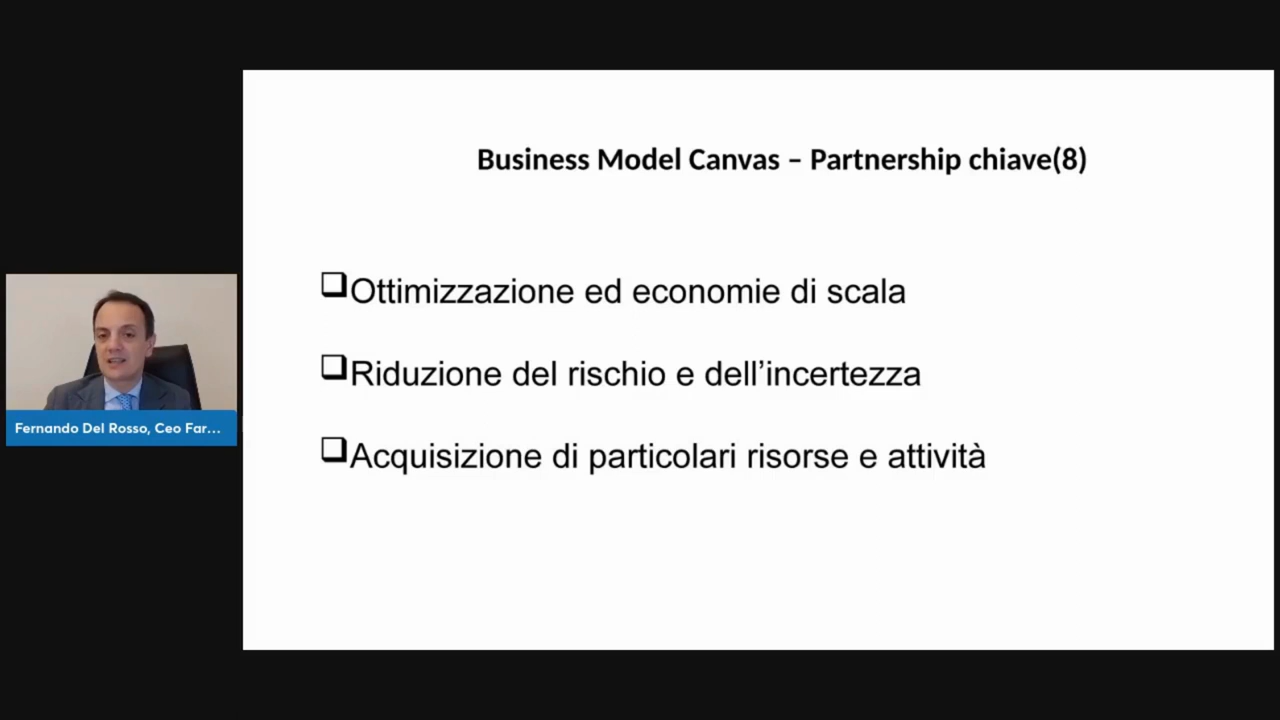 Business Model Canvas – Partnership chiave(8)
Ottimizzazione ed economie di scala
Riduzione del rischio e dell’incertezza
Acquisizione di particolari risorse e attività
Fernando Del Rosso, Ceo Far...